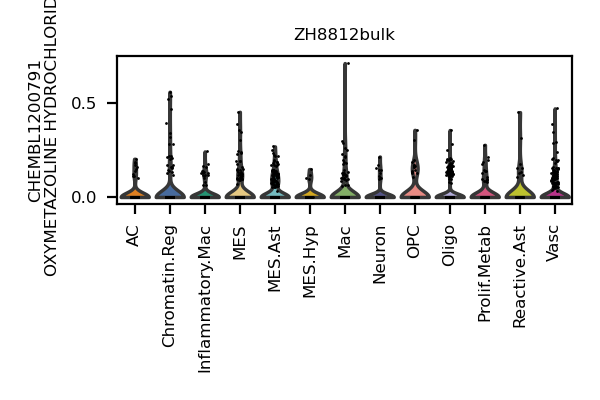 ZH8812bulk
CHEMBL1200791
OXYMETAZOLINE HYDROCHLORID
0.5
0.0
AC
Chromatin.Reg
Inflammatory.Mac
MES
MES.Ast
MES.Hyp
Mac
Neuron
OPC
Oligo
Prolif.Metab
Reactive.Ast
Vasc